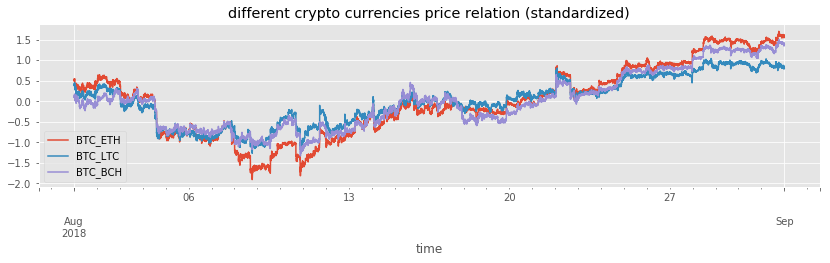 different crypto currencies price relation (standardized)
1.5
1.0
0.5
0.0
−0.5
−1.0
−1.5
−2.0
BTC_ETH
BTC_LTC
BTC_BCH
06
13
20
27
Aug
2018
Sep
time